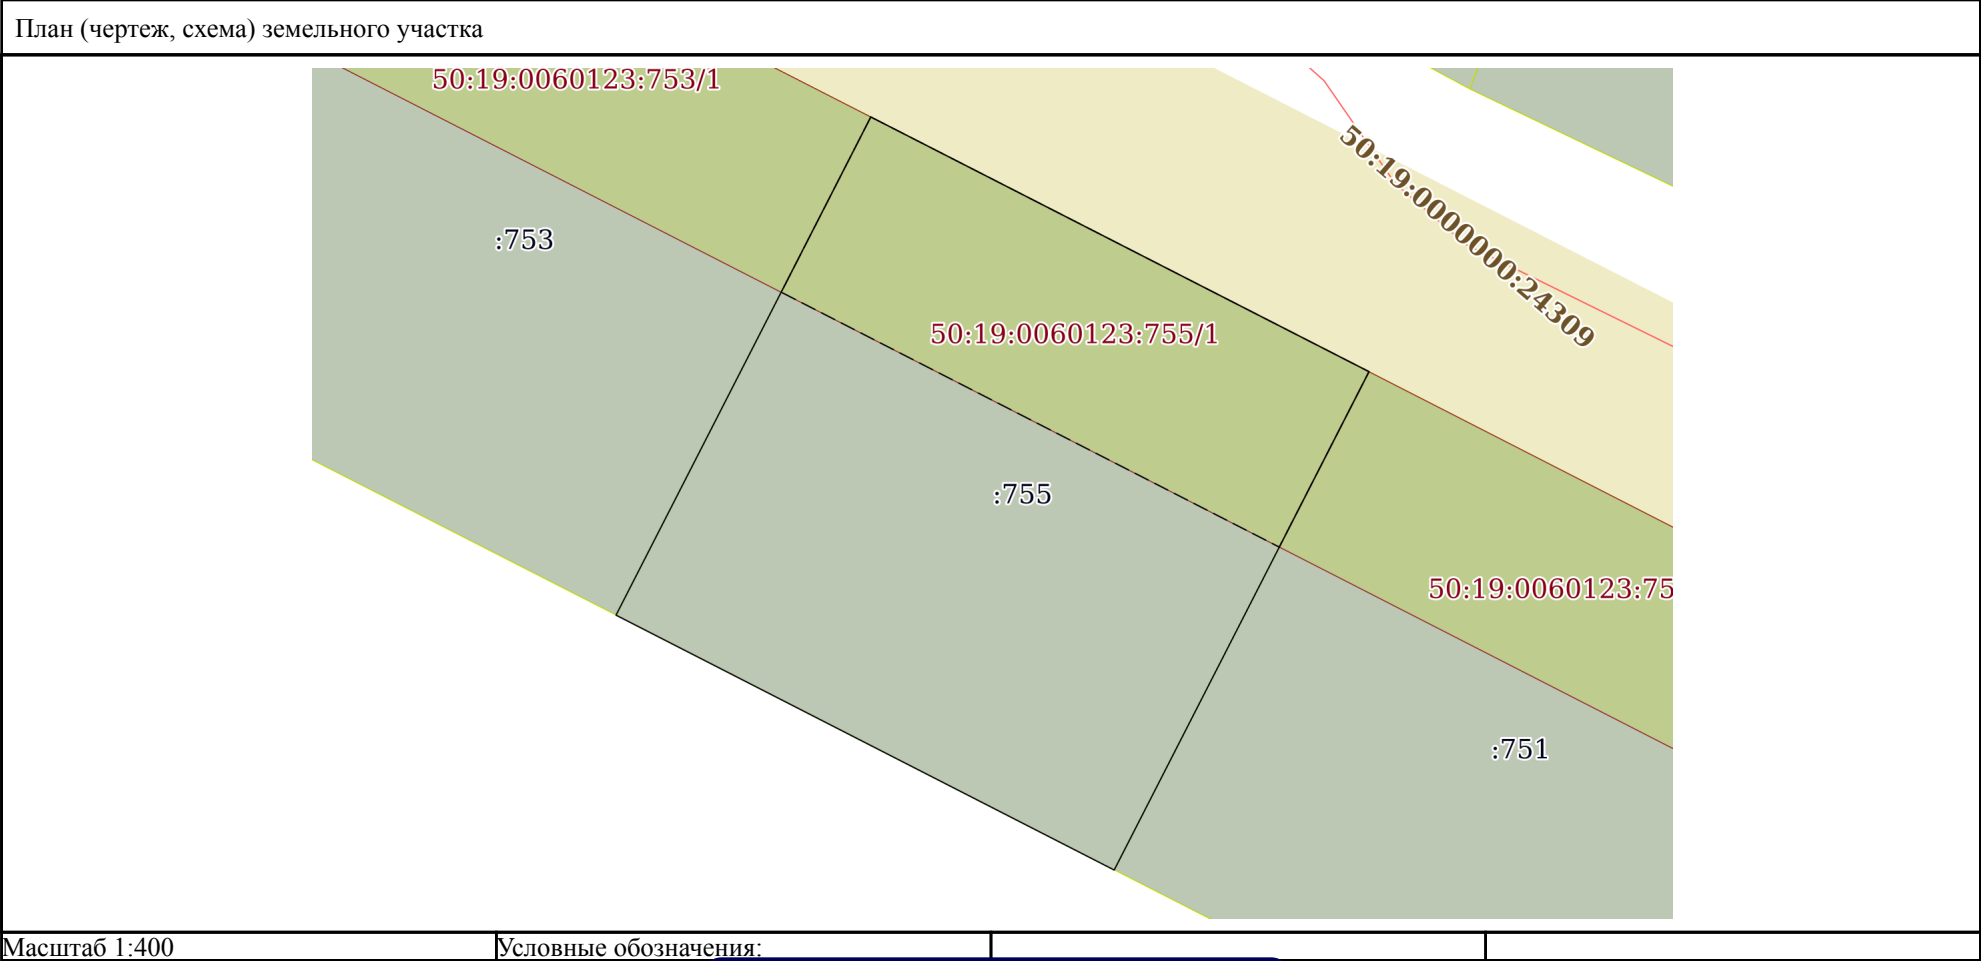 План (чертеж, схема) земельного участка
50:19:0060123:753/1
50:19:0000000:24309
:753
50:19:0060123:755/1
:755
50:19:0060123:75
:751
Масштаб 1:400
Условные обозначения: